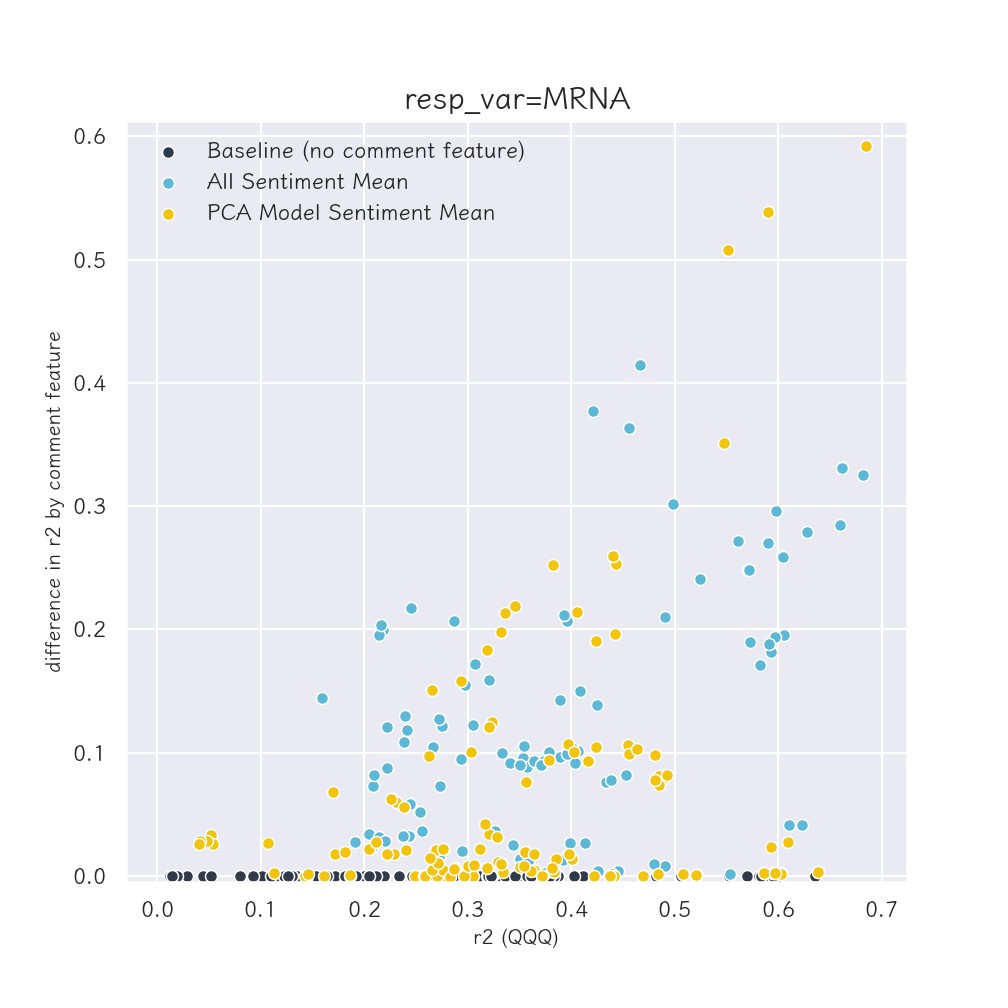 resp_var=MRNA
Baseline (no comment feature)
All Sentiment Mean
PCA Model Sentiment Mean
difference in r2 by comment feature
0.6
0.5
0.4
0.3
0.2
0.1
0.0
0.0 0.1 0.2 0.3 0.4 0.5 0.6 0.7
r2 (QQQ)